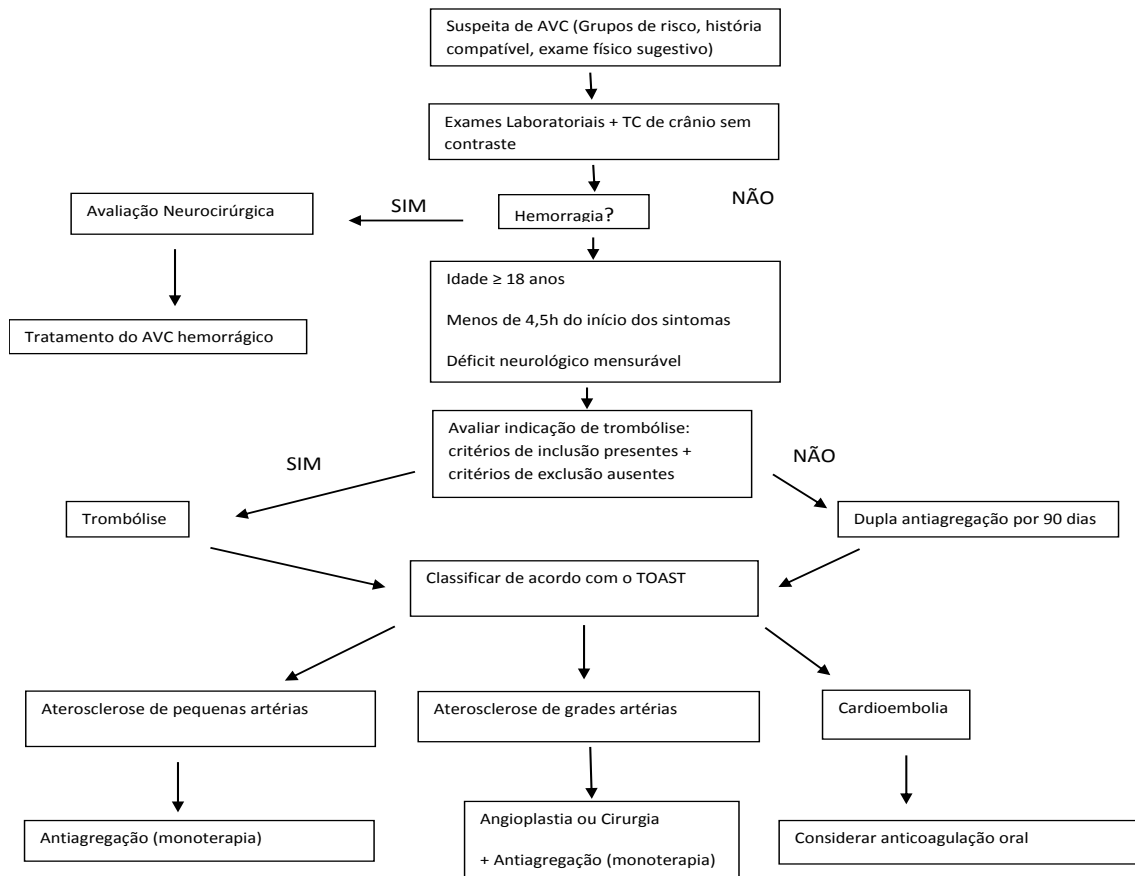 Suspeita de AVC (Grupos de risco, história
compatível, exame físico sugestivo)
Exames Laboratoriais + TC de crânio sem
contraste
Hemorragia?
SIM
NÃO
Avaliação Neurocirúrgica
Tratamento do AVC hemorrágico
Idade ≥ 18 anos
Menos de 4,5h do início dos sintomas
Déficit neurológico mensurável
Avaliar indicação de trombólise:
critérios de inclusão presentes +
critérios de exclusão ausentes
SIM
NÃO
Trombólise
Dupla antiagregação por 90 dias
Classificar de acordo com o TOAST
Aterosclerose de pequenas artérias
Aterosclerose de grades artérias
Cardioembolia
Antiagregação (monoterapia)
Angioplastia ou Cirurgia
+ Antiagregação (monoterapia)
Considerar anticoagulação oral